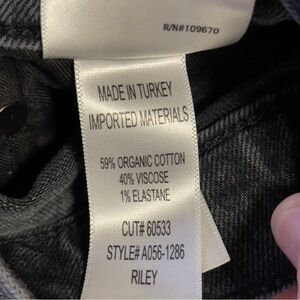 R/N#109670
MADE IN TURKEY
IMPORTED MATERIALS
59% ORGANIC COTTON
40% VISCOSE
1% ELASTANE
CUT# 60533
STYLE# A056-1286
RILEY